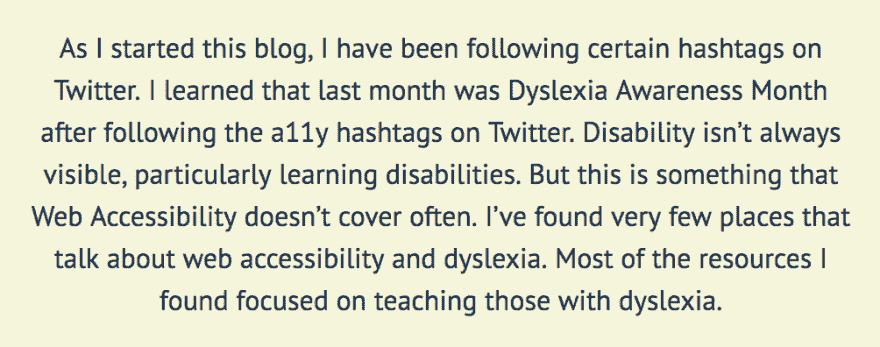 As I started this blog, I have been following certain hashtags on
Twitter. I learned that last month was Dyslexia Awareness Month
after following the a11y hashtags on Twitter. Disability isn’t always
visible, particularly learning disabilities. But this is something that
Web Accessibility doesn’t cover often. I’ve found very few places that
talk about web accessibility and dyslexia. Most of the resources I
found focused on teaching those with dyslexia.